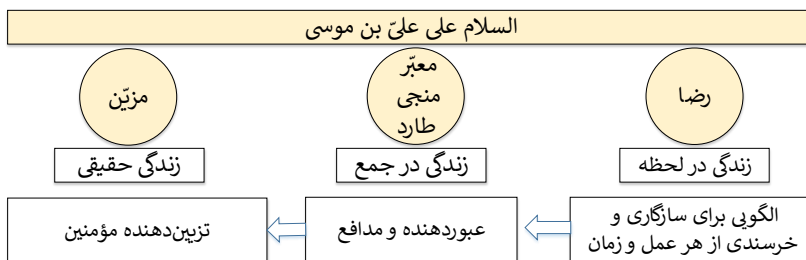 السلام علی علیّ بن موسی
رضا
معبّر
منجی
طارد
مزیّن
زندگی در لحظه
زندگی در جمع
زندگی حقیقی
الگویی برای سازگاری و
خرسندی از هر عمل و زمان
عبوردهنده و مدافع
تزیین‌دهنده مؤمنین